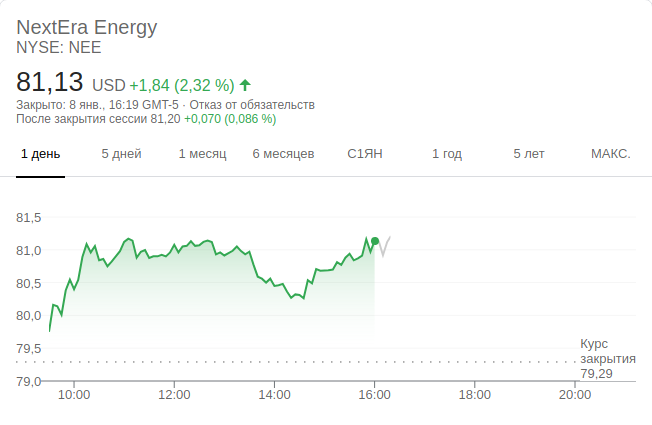 NextEra Energy
NYSE: NEE
81,13 USD +1,84 (2,32 %)
Закрыто: 8 янв., 16:19 GMT-5 · Отказ от обязательств
После закрытия сессии 81,20 +0,070 (0,086 %)
1 день 5 дней 1 месяц 6 месяцев С1ЯН 1 год 5 лет МАКС.
81,5
81,0
80,5
80,0
79,5
79,0
Курс
закрытия
79,29
10:00 12:00 14:00 16:00 18:00 20:00